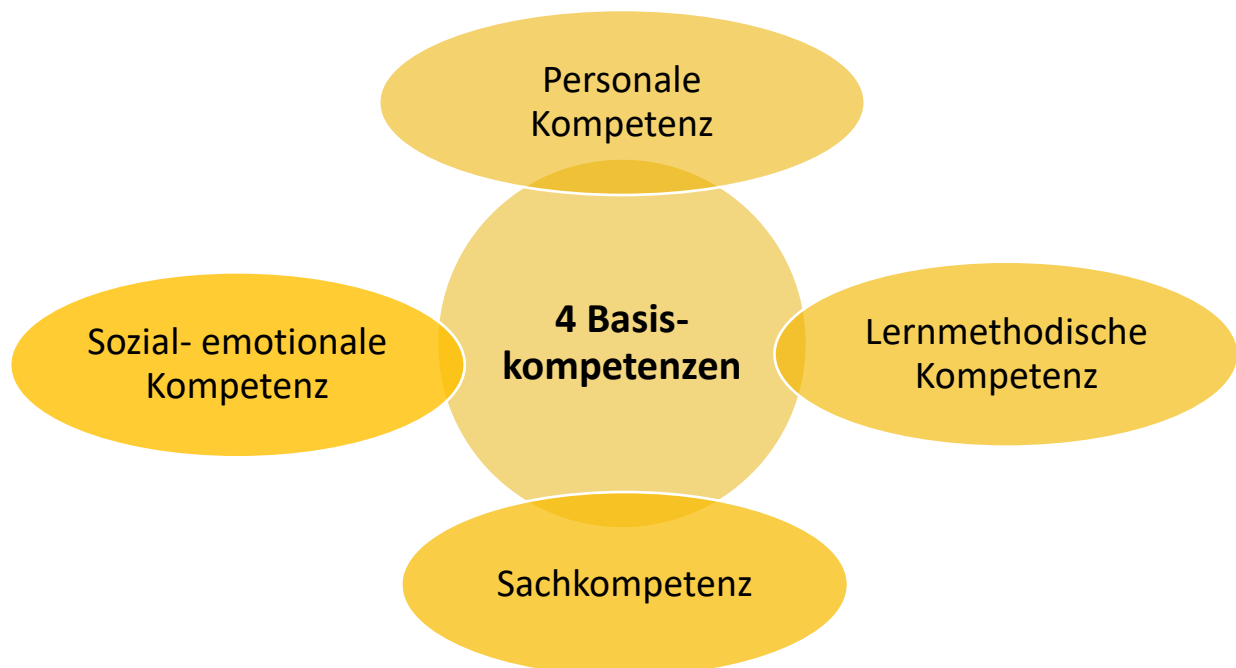 Personale
Kompetenz
Sozial- emotionale
Kompetenz
4 Basis-
kompetenzen
Lernmethodische
Kompetenz
Sachkompetenz